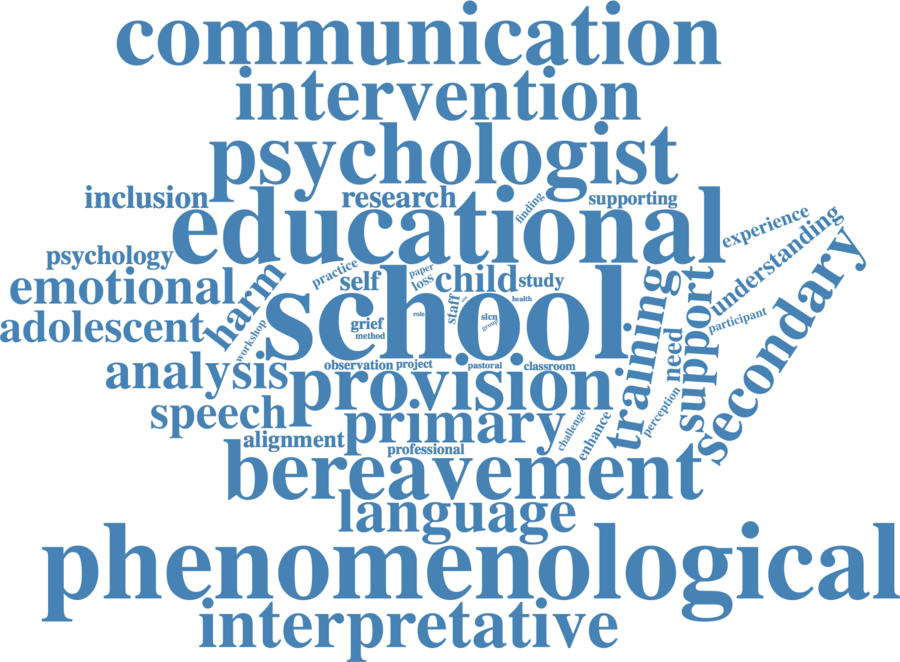 communication
intervention
psychologist
inclusion
research
finding
supporting
educational
experience
understanding
psychology
practice
self
paper
loss
child
study
emotional
harm
school
staff
health
role
slcn
group
grief
method
adolescent
workshop
training
support
need
participant
secondary
analysis
observation
project
pastoral
classroom
provision
perception
speech
primary
challenge
enhance
alignment
professional
bereavement
language
phenomenological
interpretative